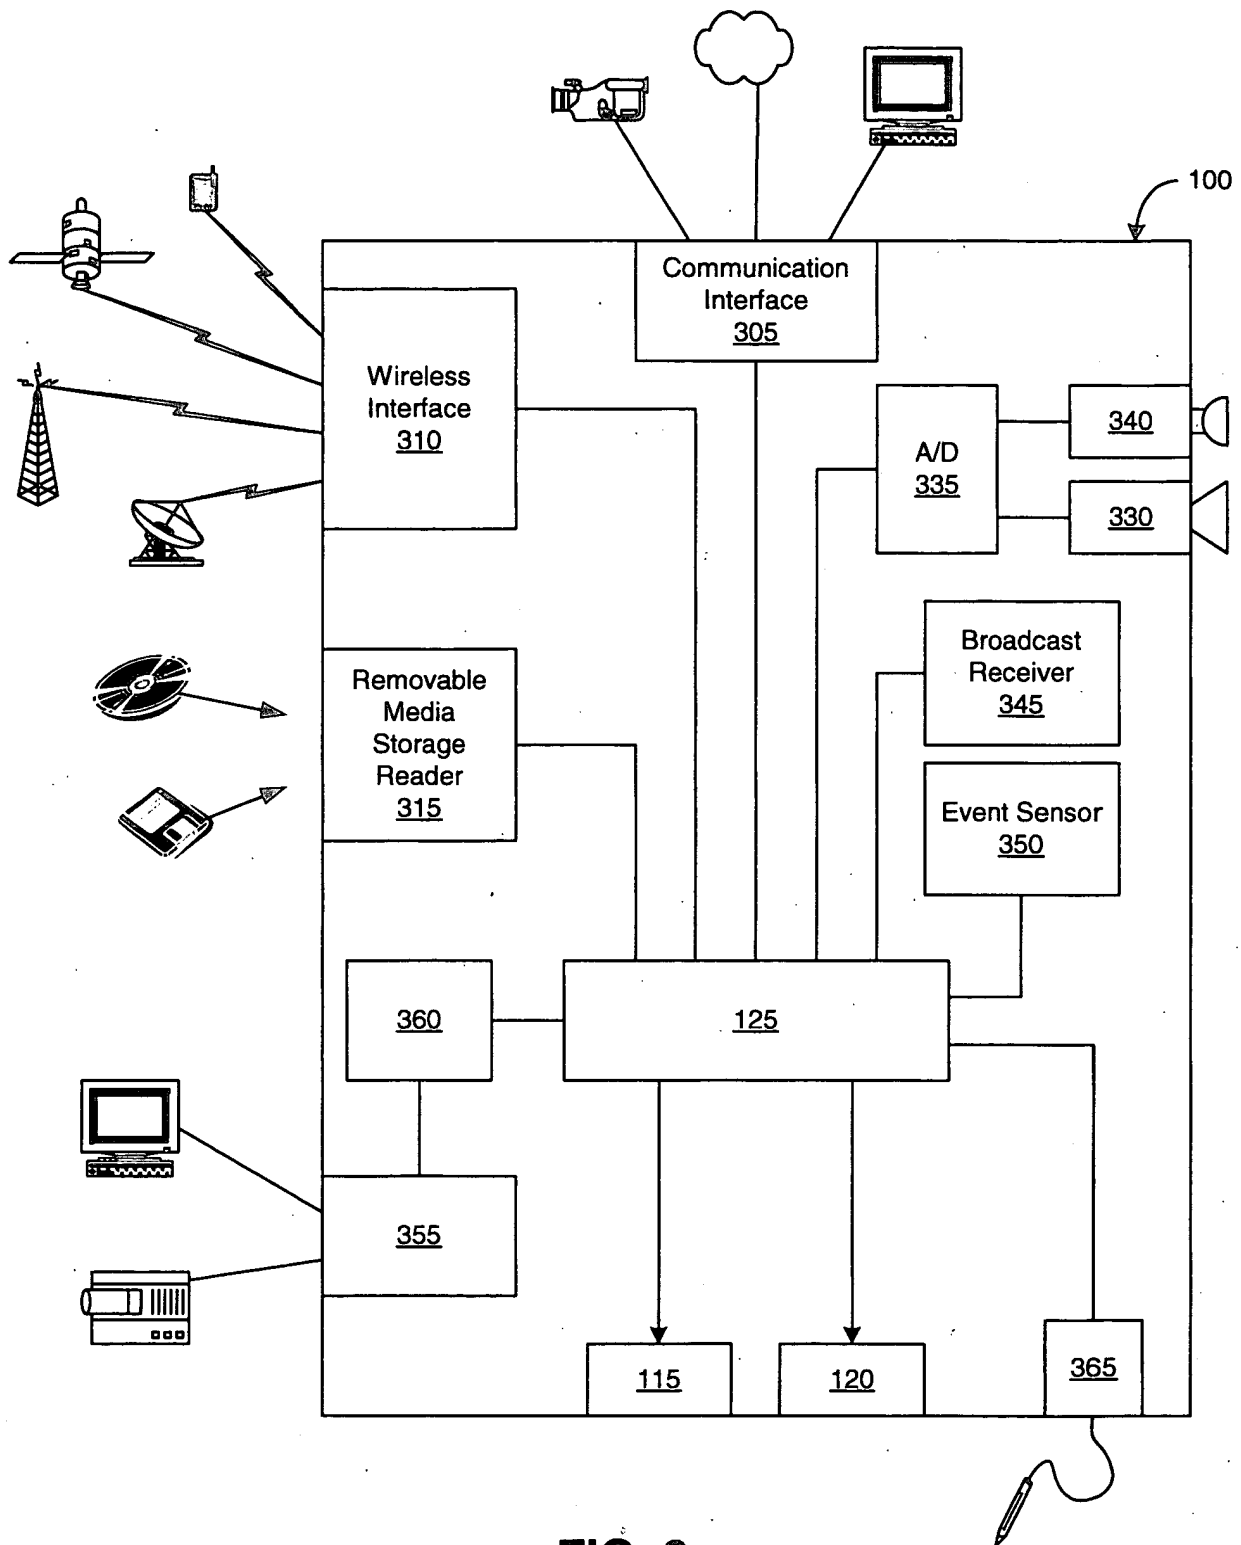 100
Communication
Interface
305
Wireless
Interface
310
A/D
335
340
330
Broadcast
Receiver
345
Removable
Media
Storage
Reader
315
Event Sensor
350
360
125
355
115
120
365
FIG.